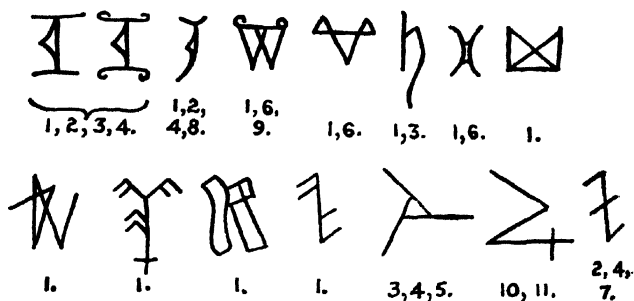 1, 2, 3, 4.
1, 2, 4, 8.
1, 6, 9.
1, 6.
1, 3.
1, 6.
1.
1.
1.
1.
1.
3, 4, 5.
10, 11.
2, 4, 7.